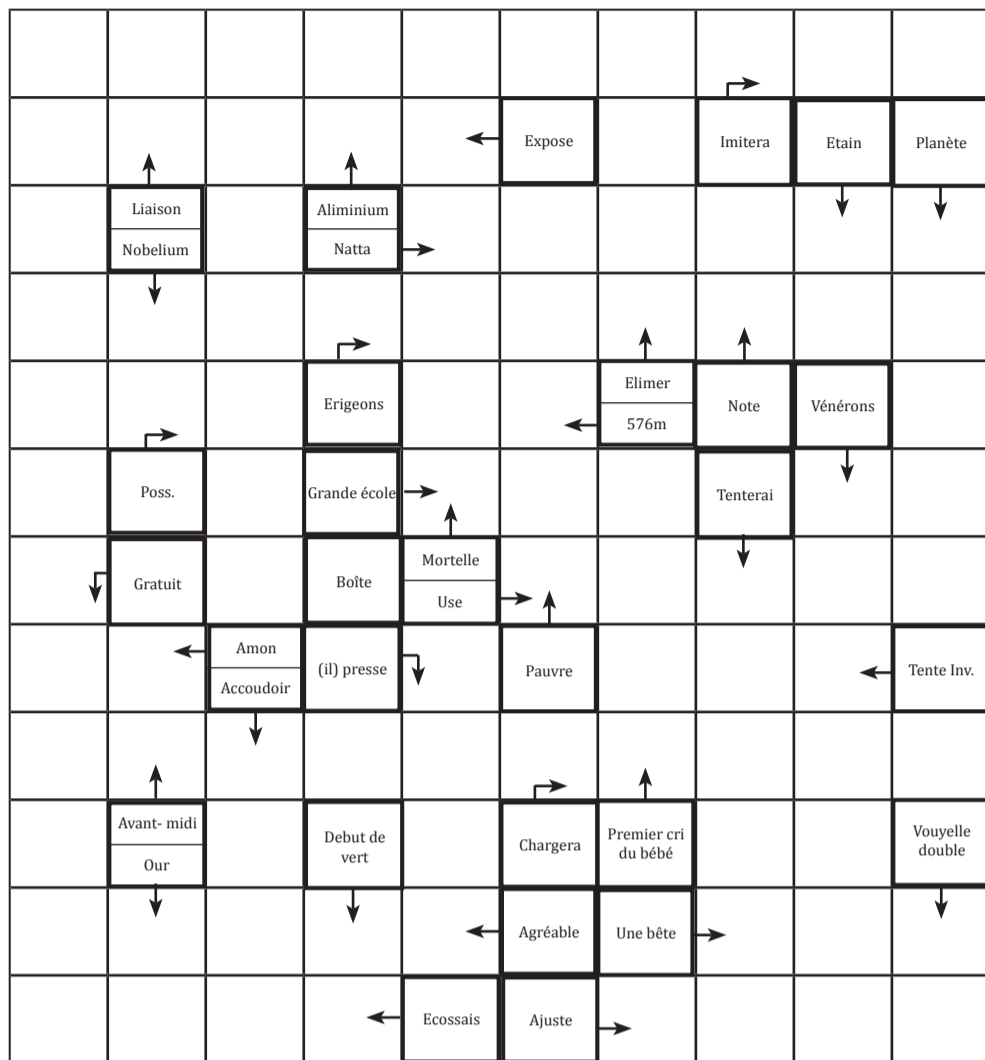 Expose
Imitera
Etain
Planète
Liaison
Nobelium
Aliminium
Natta
Erigeons
Elimer
576m
Note
Vénérons
Poss.
Grande école
Tenterai
Gratuit
Boîte
Mortelle
Use
Amon
Accoudoir
(il) presse
Pauvre
Tente Inv.
Avant- midi
Our
Debut de
vert
Chargera
Premier cri
du bébé
Vouyelle
double
Agréable
Une bête
Ecossais
Ajuste